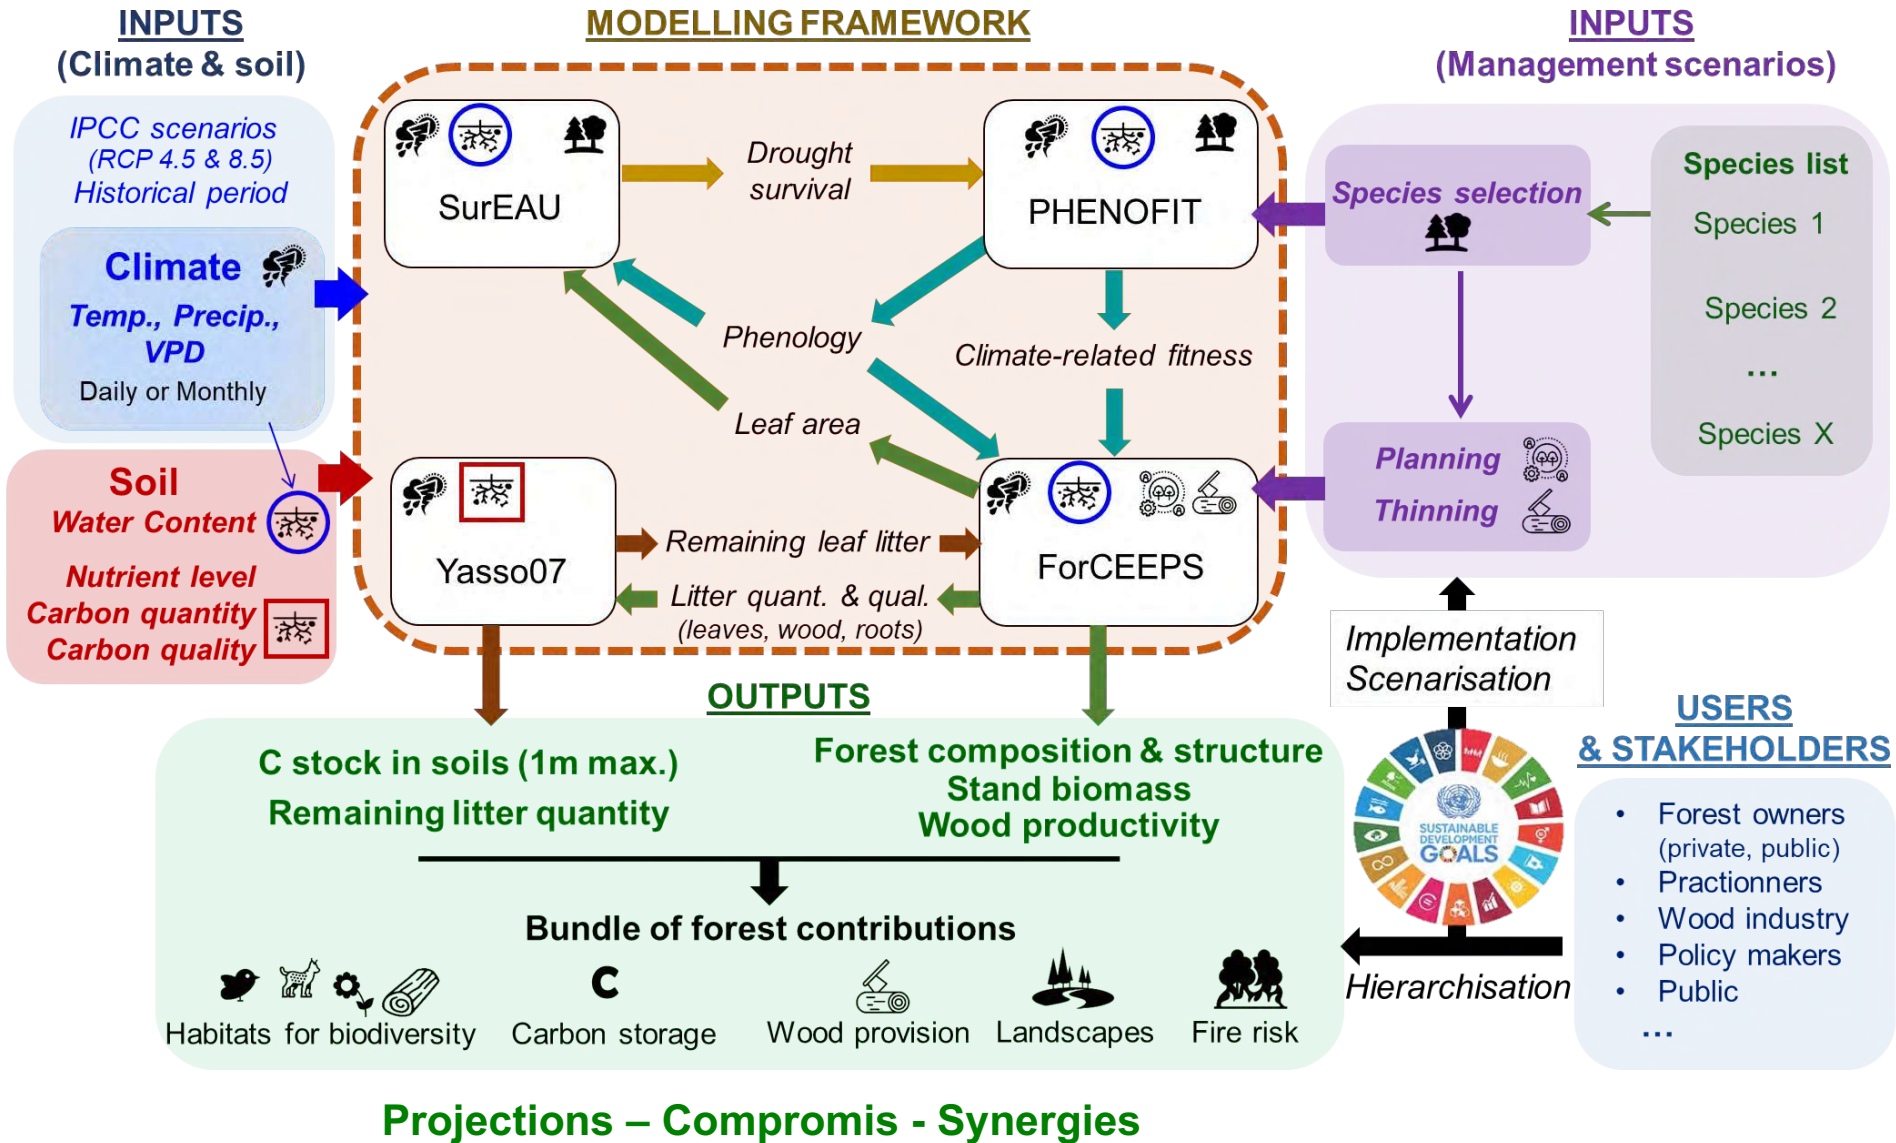 INPUTS
(Climate & soil)
IPCC scenarios
(RCP 4.5 & 8.5)
Historical period
Climate
Temp., Precip.,
VPD
Daily or Monthly
Soil
Water Content
Nutrient level
Carbon quantity
Carbon quality
MODELLING FRAMEWORK
SurEAU
Drought
survival
PHENOFIT
Phenology
Climate-related fitness
Leaf area
Yasso07
Remaining leaf litter
Litter quant. & qual.
(leaves, wood, roots)
ForCEEPS
INPUTS
(Management scenarios)
Species selection
Planning
Thinning
Species list
Species 1
Species 2
...
Species X
Implementation
Scenarisation
OUTPUTS
C stock in soils (1m max.)
Remaining litter quantity
Forest composition & structure
Stand biomass
Wood productivity
Bundle of forest contributions
C
Habitats for biodiversity
Carbon storage
Wood provision
Landscapes
Fire risk
SUSTAINABLE
DEVELOPMENT
GOALS
Hierarchisation
USERS
& STAKEHOLDERS
• Forest owners
(private, public)
• Practionners
• Wood industry
• Policy makers
• Public
...
Projections – Compromis - Synergies